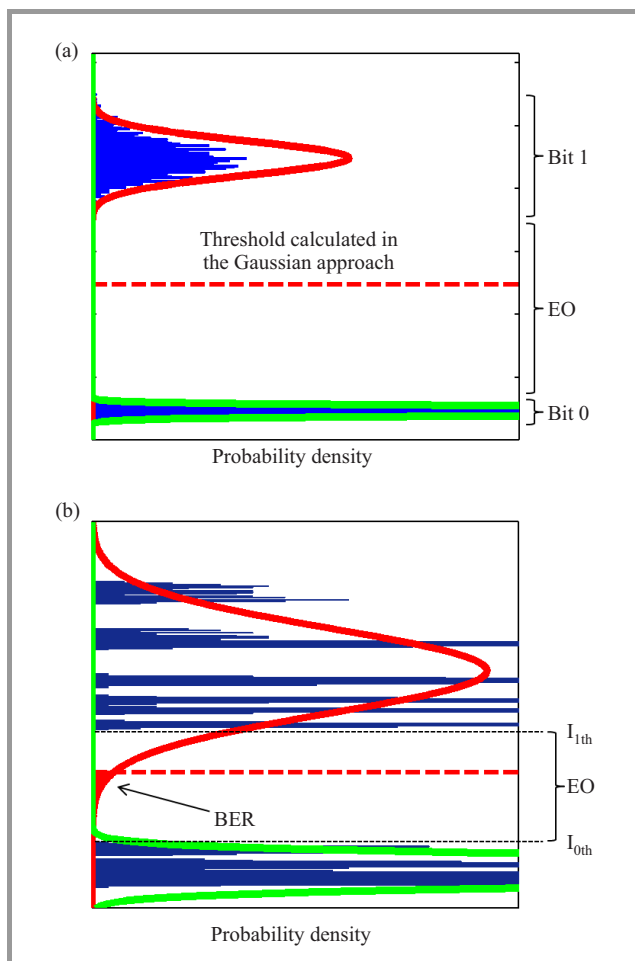 (a)
Bit 1
Threshold calculated in
the Gaussian approach
EO
Bit 0
Probability density
(b)
I1th
EO
BER
I0th
Probability density